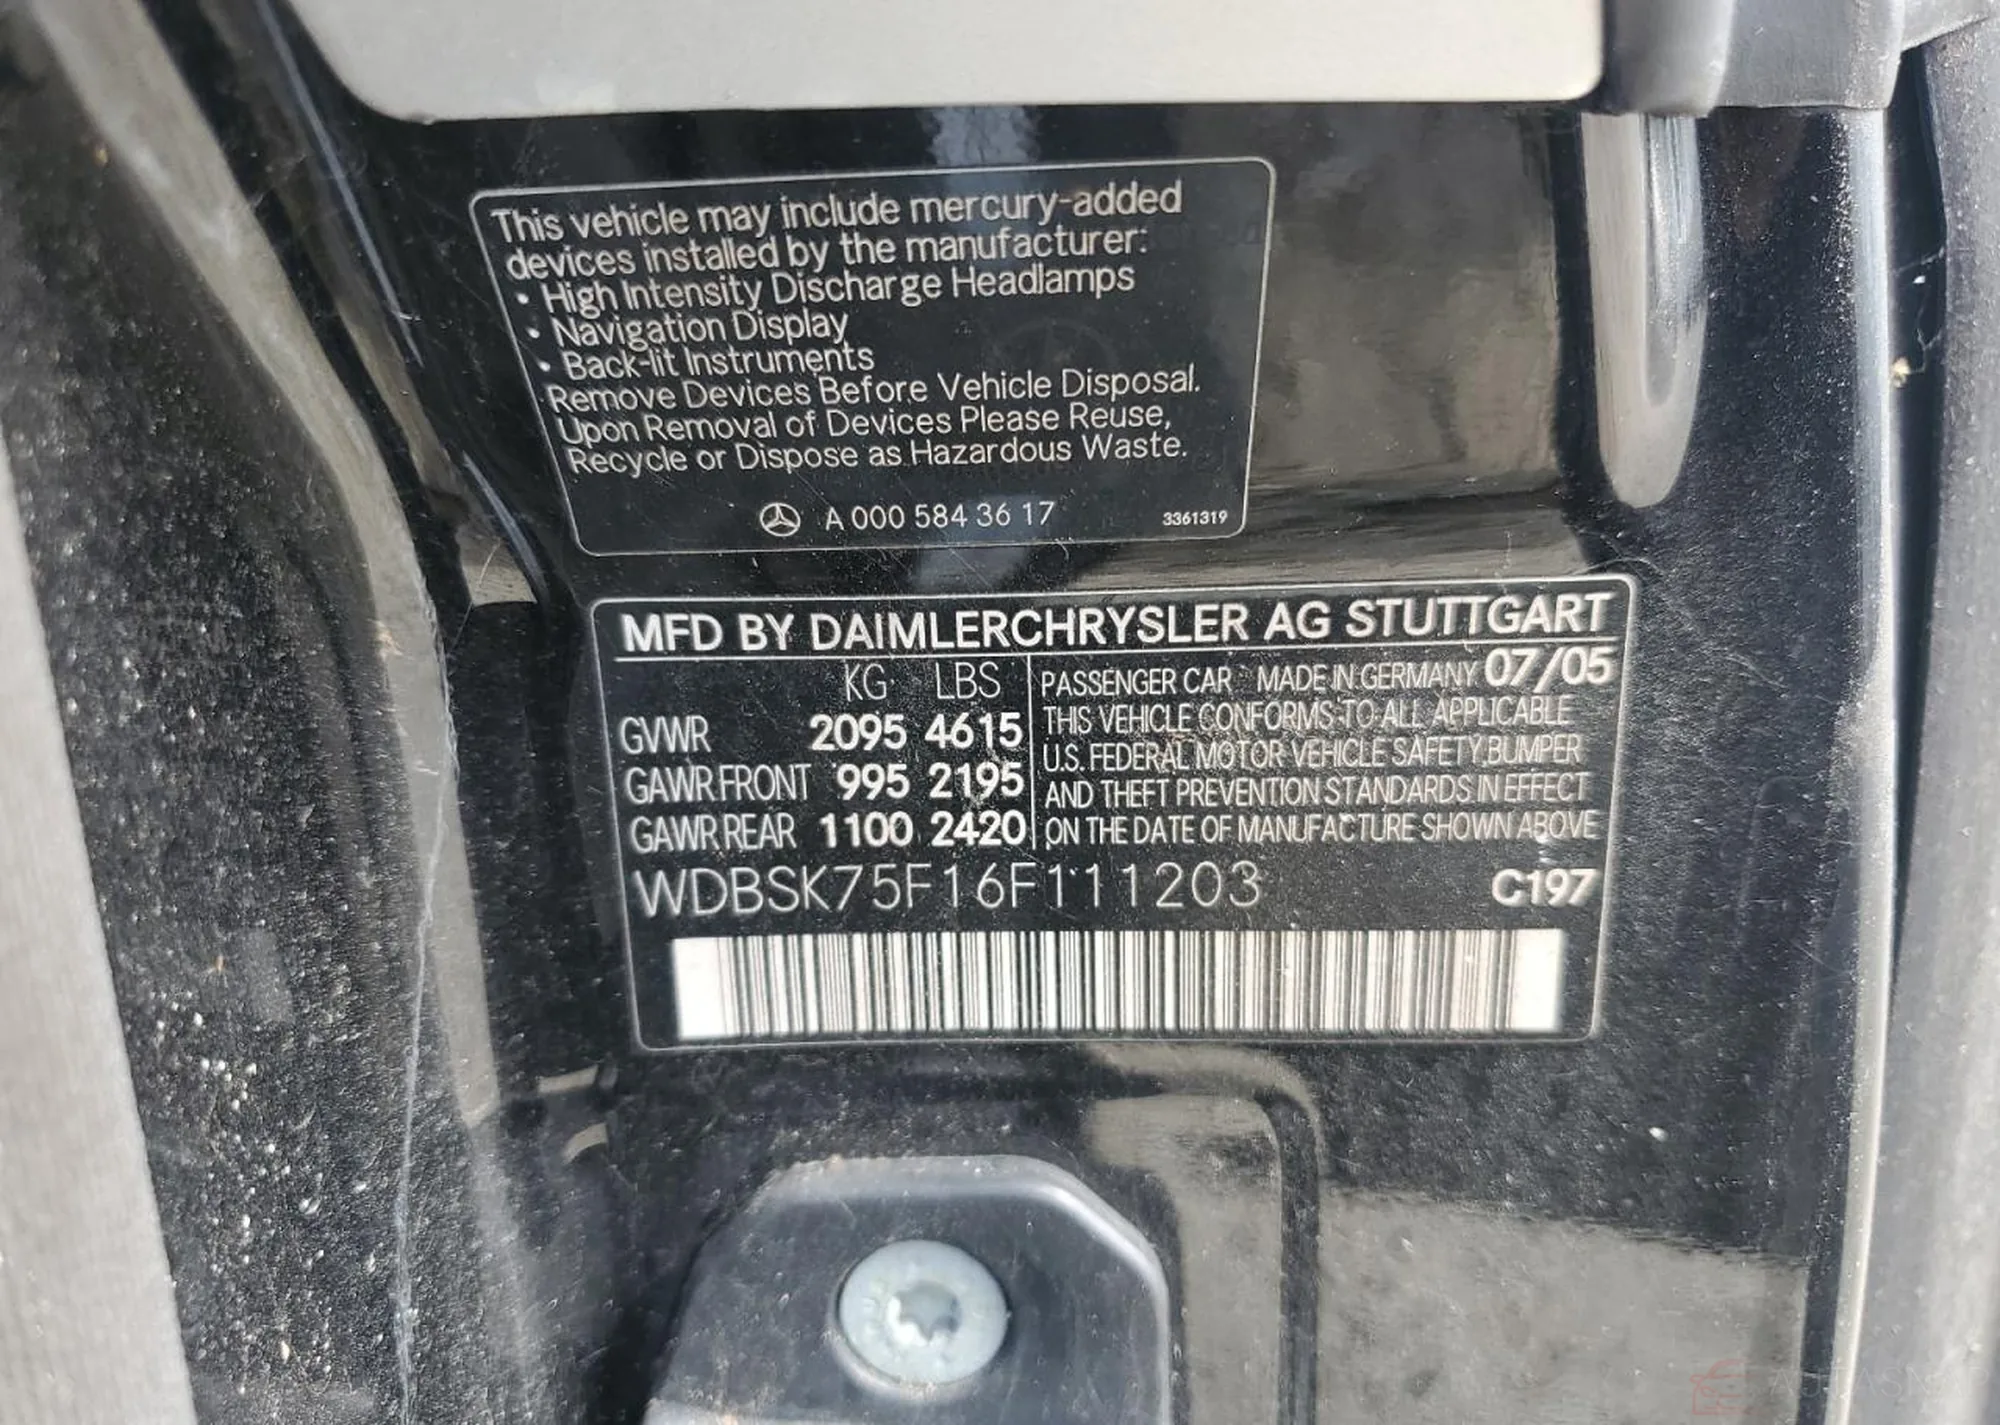 This vehicle may include mercury-added
devices installed by the manufacturer:
• High Intensity Discharge Headlamps
• Navigation Display
• Back-lit Instruments
Remove Devices Before Vehicle Disposal.
Upon Removal of Devices Please Reuse,
Recycle or Dispose as Hazardous Waste.
A 000 584 36 17 3361319
MFD BY DAIMLERCHRYSLER AG STUTTGART
KG LBS
GVWR 2095 4615
GAWR FRONT 995 2195
GAWR REAR 1100 2420
PASSENGER CAR MADE IN GERMANY 07/05
THIS VEHICLE CONFORMS TO ALL APPLICABLE
U.S. FEDERAL MOTOR VEHICLE SAFETY,BUMPER
AND THEFT PREVENTION STANDARDS IN EFFECT
ON THE DATE OF MANUFACTURE SHOWN ABOVE
WDBSK75F16F111203 C197